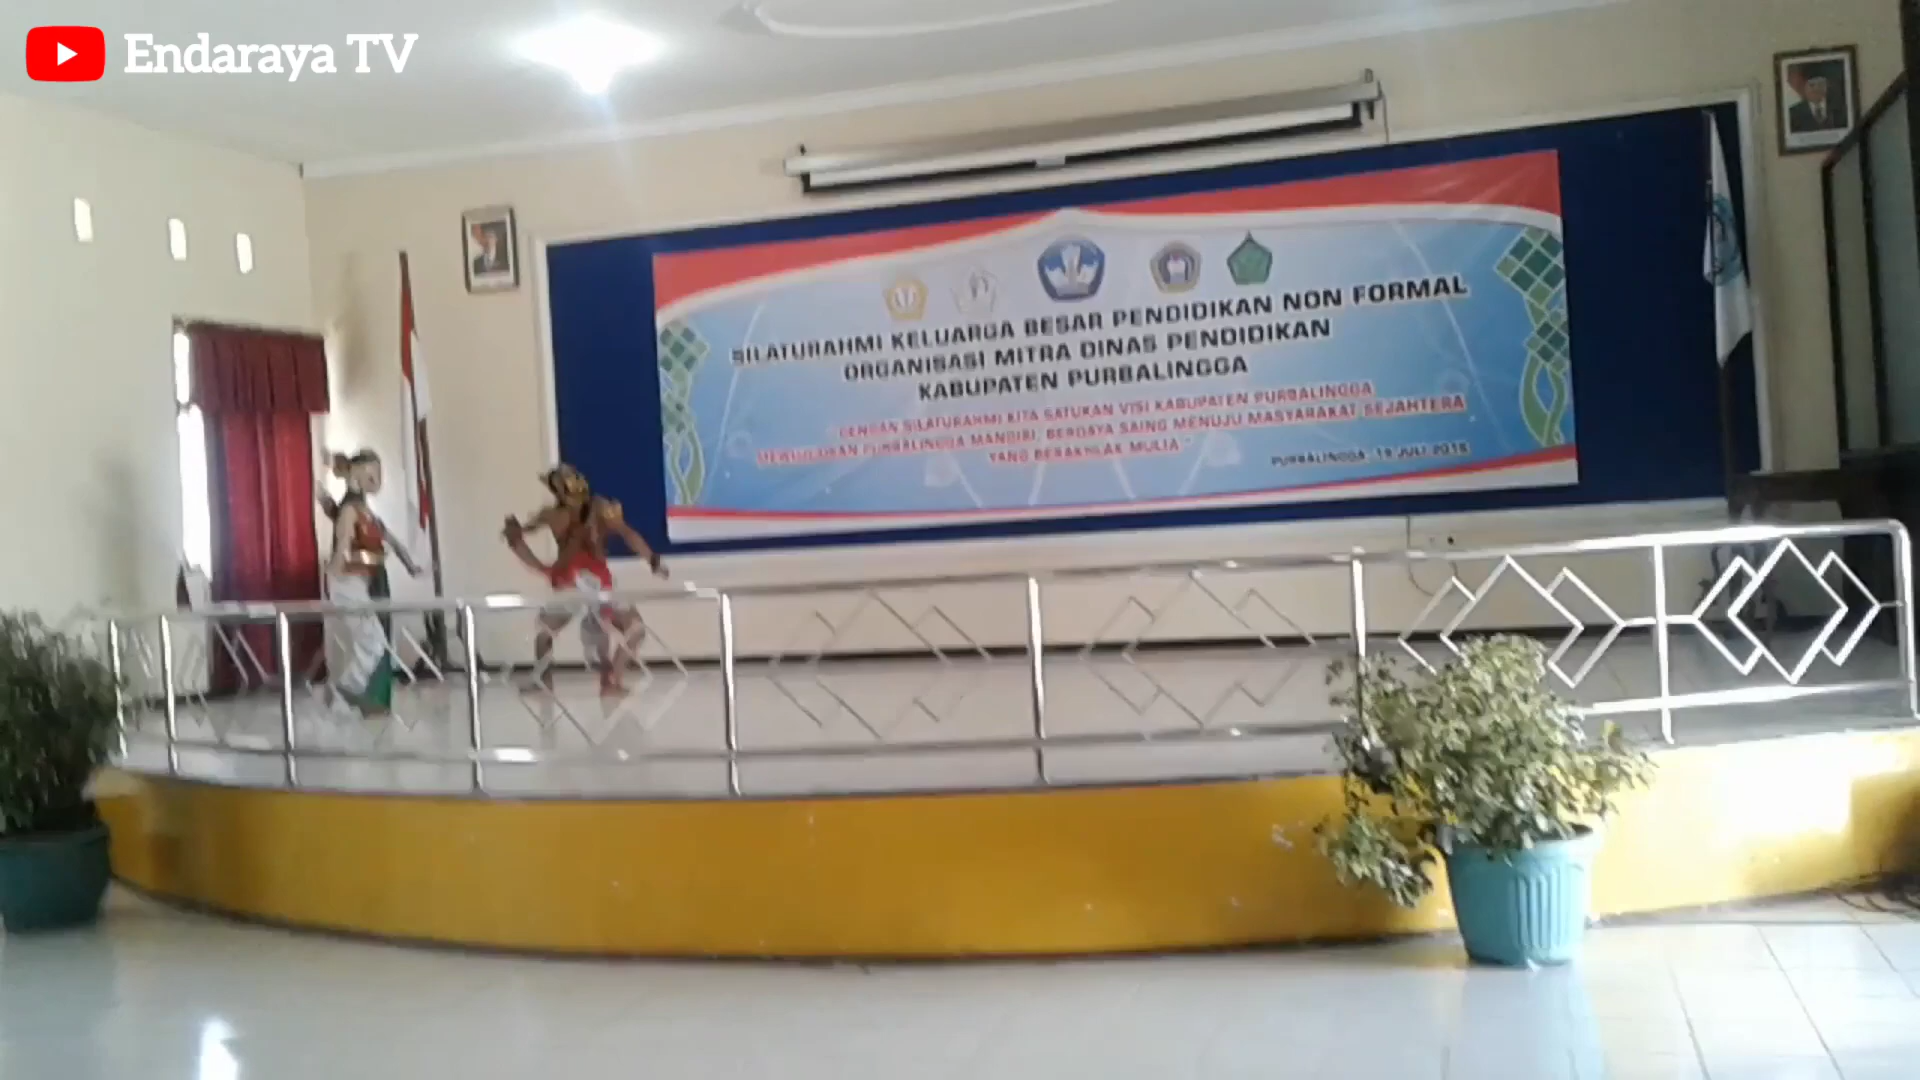 Endaraya TV
SILATURAHMI KELUARGA BESAR PENDIDIKAN NON FORMAL
ORGANISASI MITRA DINAS PENDIDIKAN
KABUPATEN PURBALINGGA
" DENGAN SILATURAHMI KITA SATUKAN VISI KABUPATEN PURBALINGGA
MEWUJUDKAN PURBALINGGA MANDIRI, BERDAYA SAING MENUJU MASYARAKAT SEJAHTERA
YANG BERAKHLAK MULIA "
PURBALINGGA, 19 JULI 2016